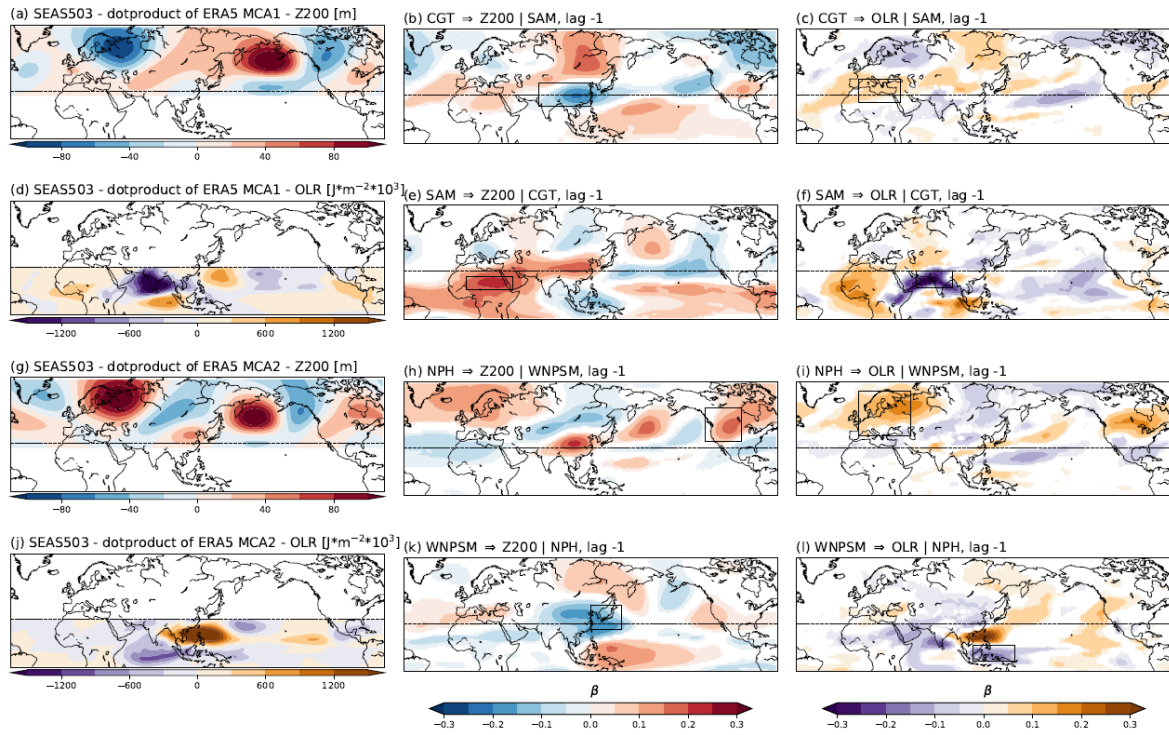 (a) SEAS503 - dotproduct of ERA5 MCA1 - Z200 [m]
(b) CGT ⇒ Z200 | SAM, lag -1
(c) CGT ⇒ OLR | SAM, lag -1
−80 −40 0 40 80
(d) SEAS503 - dotproduct of ERA5 MCA1 - OLR [J*m⁻²*10³]
(e) SAM ⇒ Z200 | CGT, lag -1
(f) SAM ⇒ OLR | CGT, lag -1
−1200 −600 0 600 1200
(g) SEAS503 - dotproduct of ERA5 MCA2 - Z200 [m]
(h) NPH ⇒ Z200 | WNPSM, lag -1
(i) NPH ⇒ OLR | WNPSM, lag -1
−80 −40 0 40 80
(j) SEAS503 - dotproduct of ERA5 MCA2 - OLR [J*m⁻²*10³]
(k) WNPSM ⇒ Z200 | NPH, lag -1
(l) WNPSM ⇒ OLR | NPH, lag -1
−1200 −600 0 600 1200
β
β
−0.3 −0.2 −0.1 0.0 0.1 0.2 0.3
−0.3 −0.2 −0.1 0.0 0.1 0.2 0.3